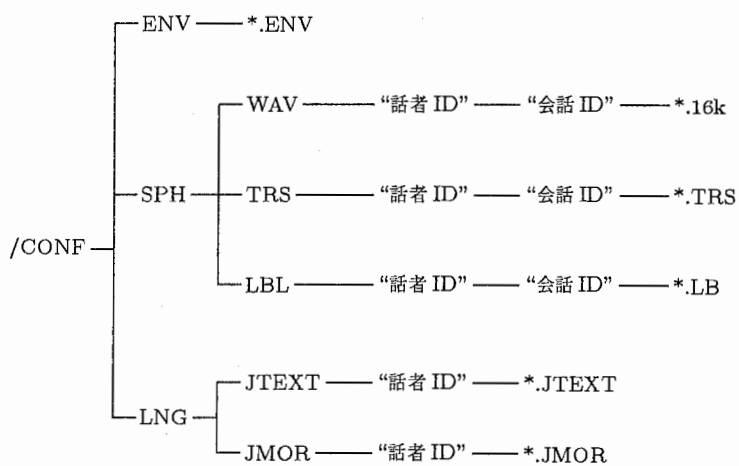 ENV *.ENV
WAV “話者 ID” “会話 ID” *.16k
SPH TRS “話者 ID” “会話 ID” *.TRS
/CONF
LBL “話者 ID” “会話 ID” *.LB
JTEXT “話者 ID” *.JTEXT
LNG
JMOR “話者 ID” *.JMOR